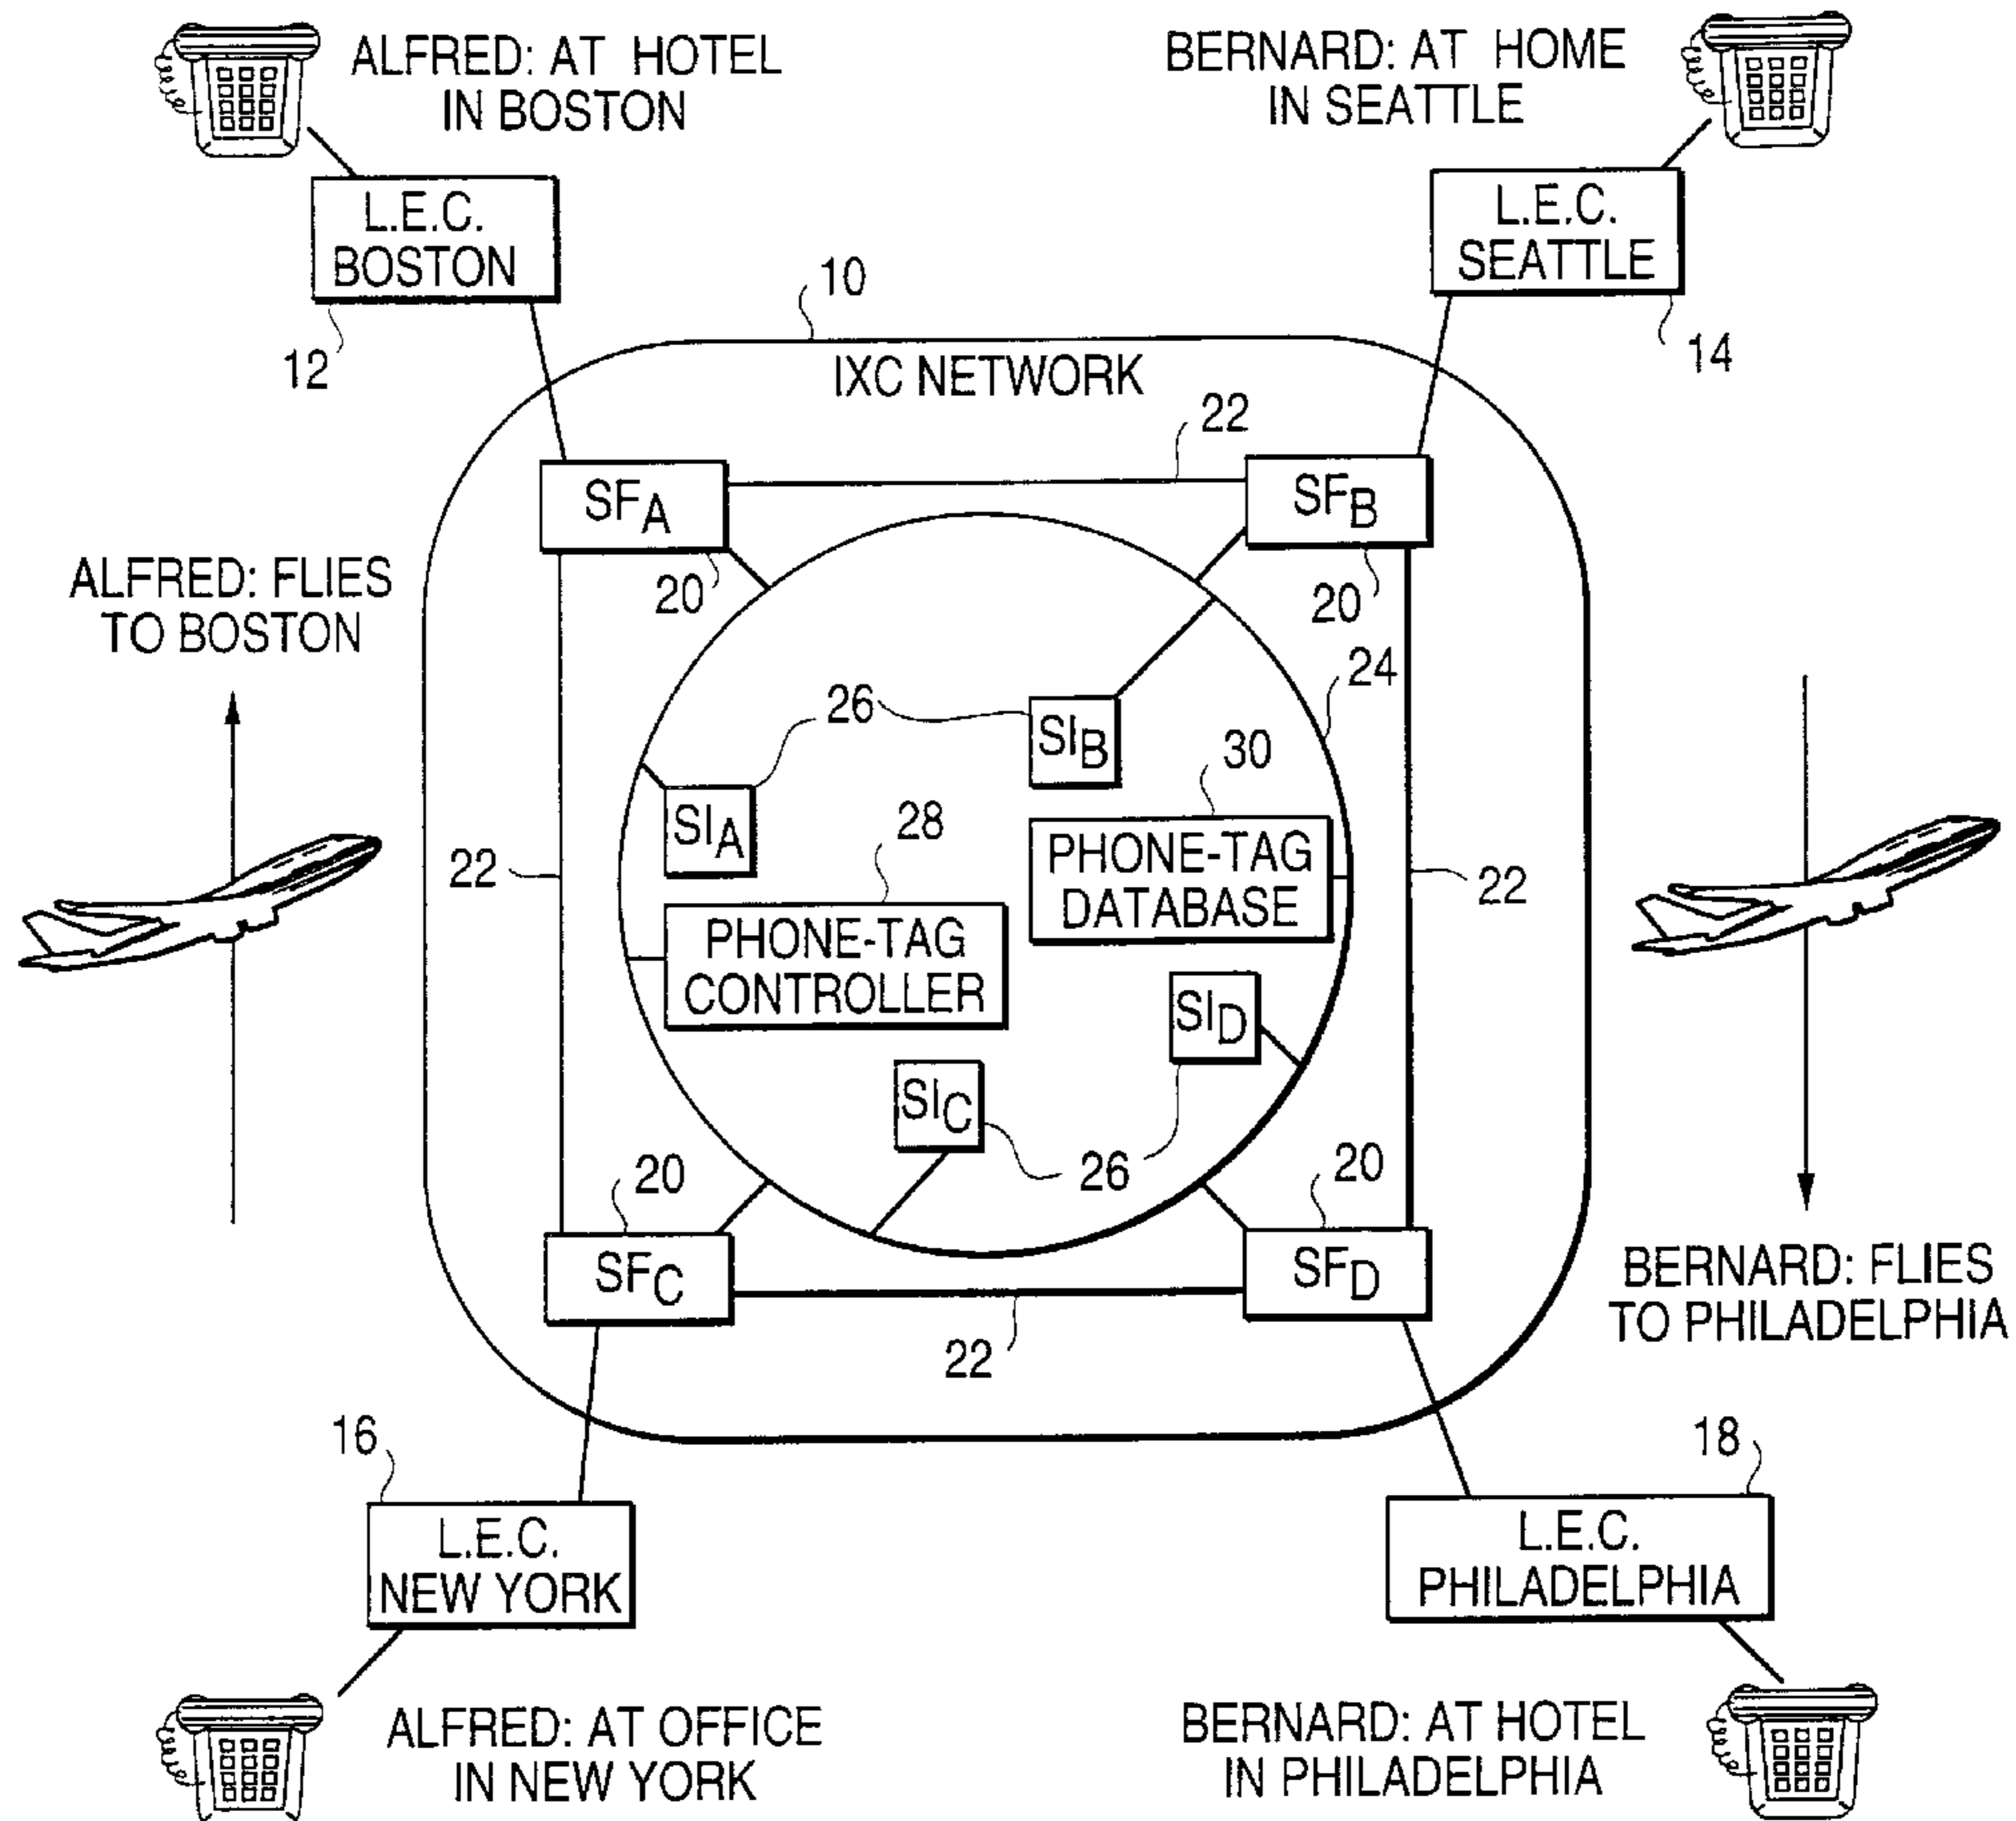 ALFRED: AT HOTEL
IN BOSTON
BERNARD: AT HOME
IN SEATTLE
L.E.C.
BOSTON
12
L.E.C.
SEATTLE
14
10
IXC NETWORK
22
SFA
20
SFB
20
ALFRED: FLIES
TO BOSTON
24
26
SIB
SIA
30
28
PHONE-TAG
DATABASE
22
22
PHONE-TAG
CONTROLLER
SID
SIC
26
20
SFC
20
SFD
22
BERNARD: FLIES
TO PHILADELPHIA
16
L.E.C.
NEW YORK
18
L.E.C.
PHILADELPHIA
ALFRED: AT OFFICE
IN NEW YORK
BERNARD: AT HOTEL
IN PHILADELPHIA